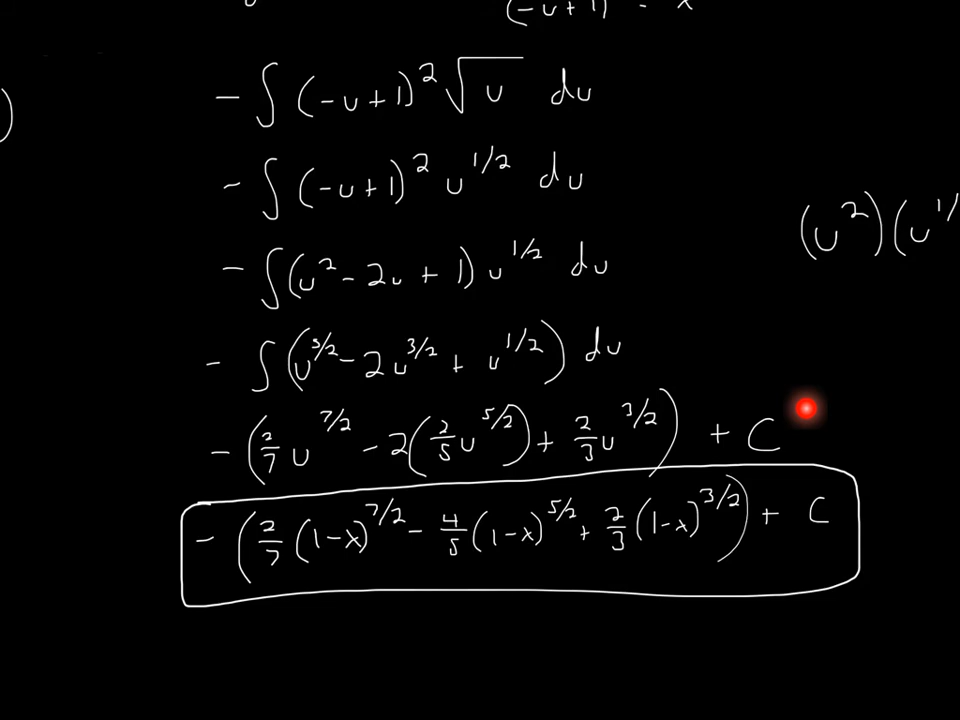 (-u+1) = x
- ∫ (-u+1)² √u du
)
- ∫ (-u+1)² u^1/2 du
(u²)(u^1/
- ∫ (u² - 2u + 1) u^1/2 du
- ∫ (u^5/2 - 2u^3/2 + u^1/2) du
- (2/7 u^7/2 - 2(2/5 u^5/2) + 2/3 u^3/2) + C
- (2/7 (1-x)^7/2 - 4/5 (1-x)^5/2 + 2/3 (1-x)^3/2) + C